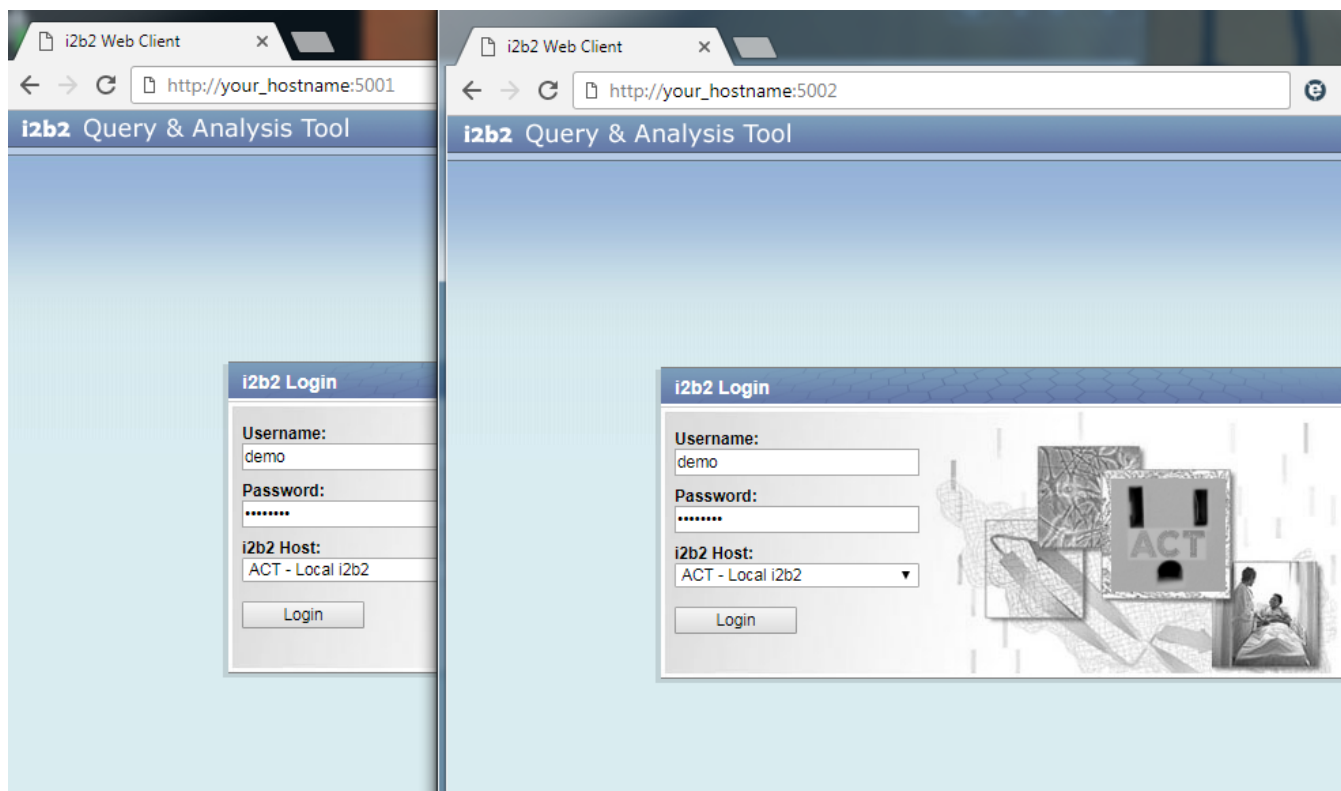 i2b2 Web Client
http://your_hostname:5001
i2b2 Query & Analysis Tool
i2b2 Login
Username:
demo
Password:
••••••••
i2b2 Host:
ACT - Local i2b2
Login
i2b2 Web Client
http://your_hostname:5002
i2b2 Query & Analysis Tool
i2b2 Login
Username:
demo
Password:
••••••••
i2b2 Host:
ACT - Local i2b2
Login
ACT